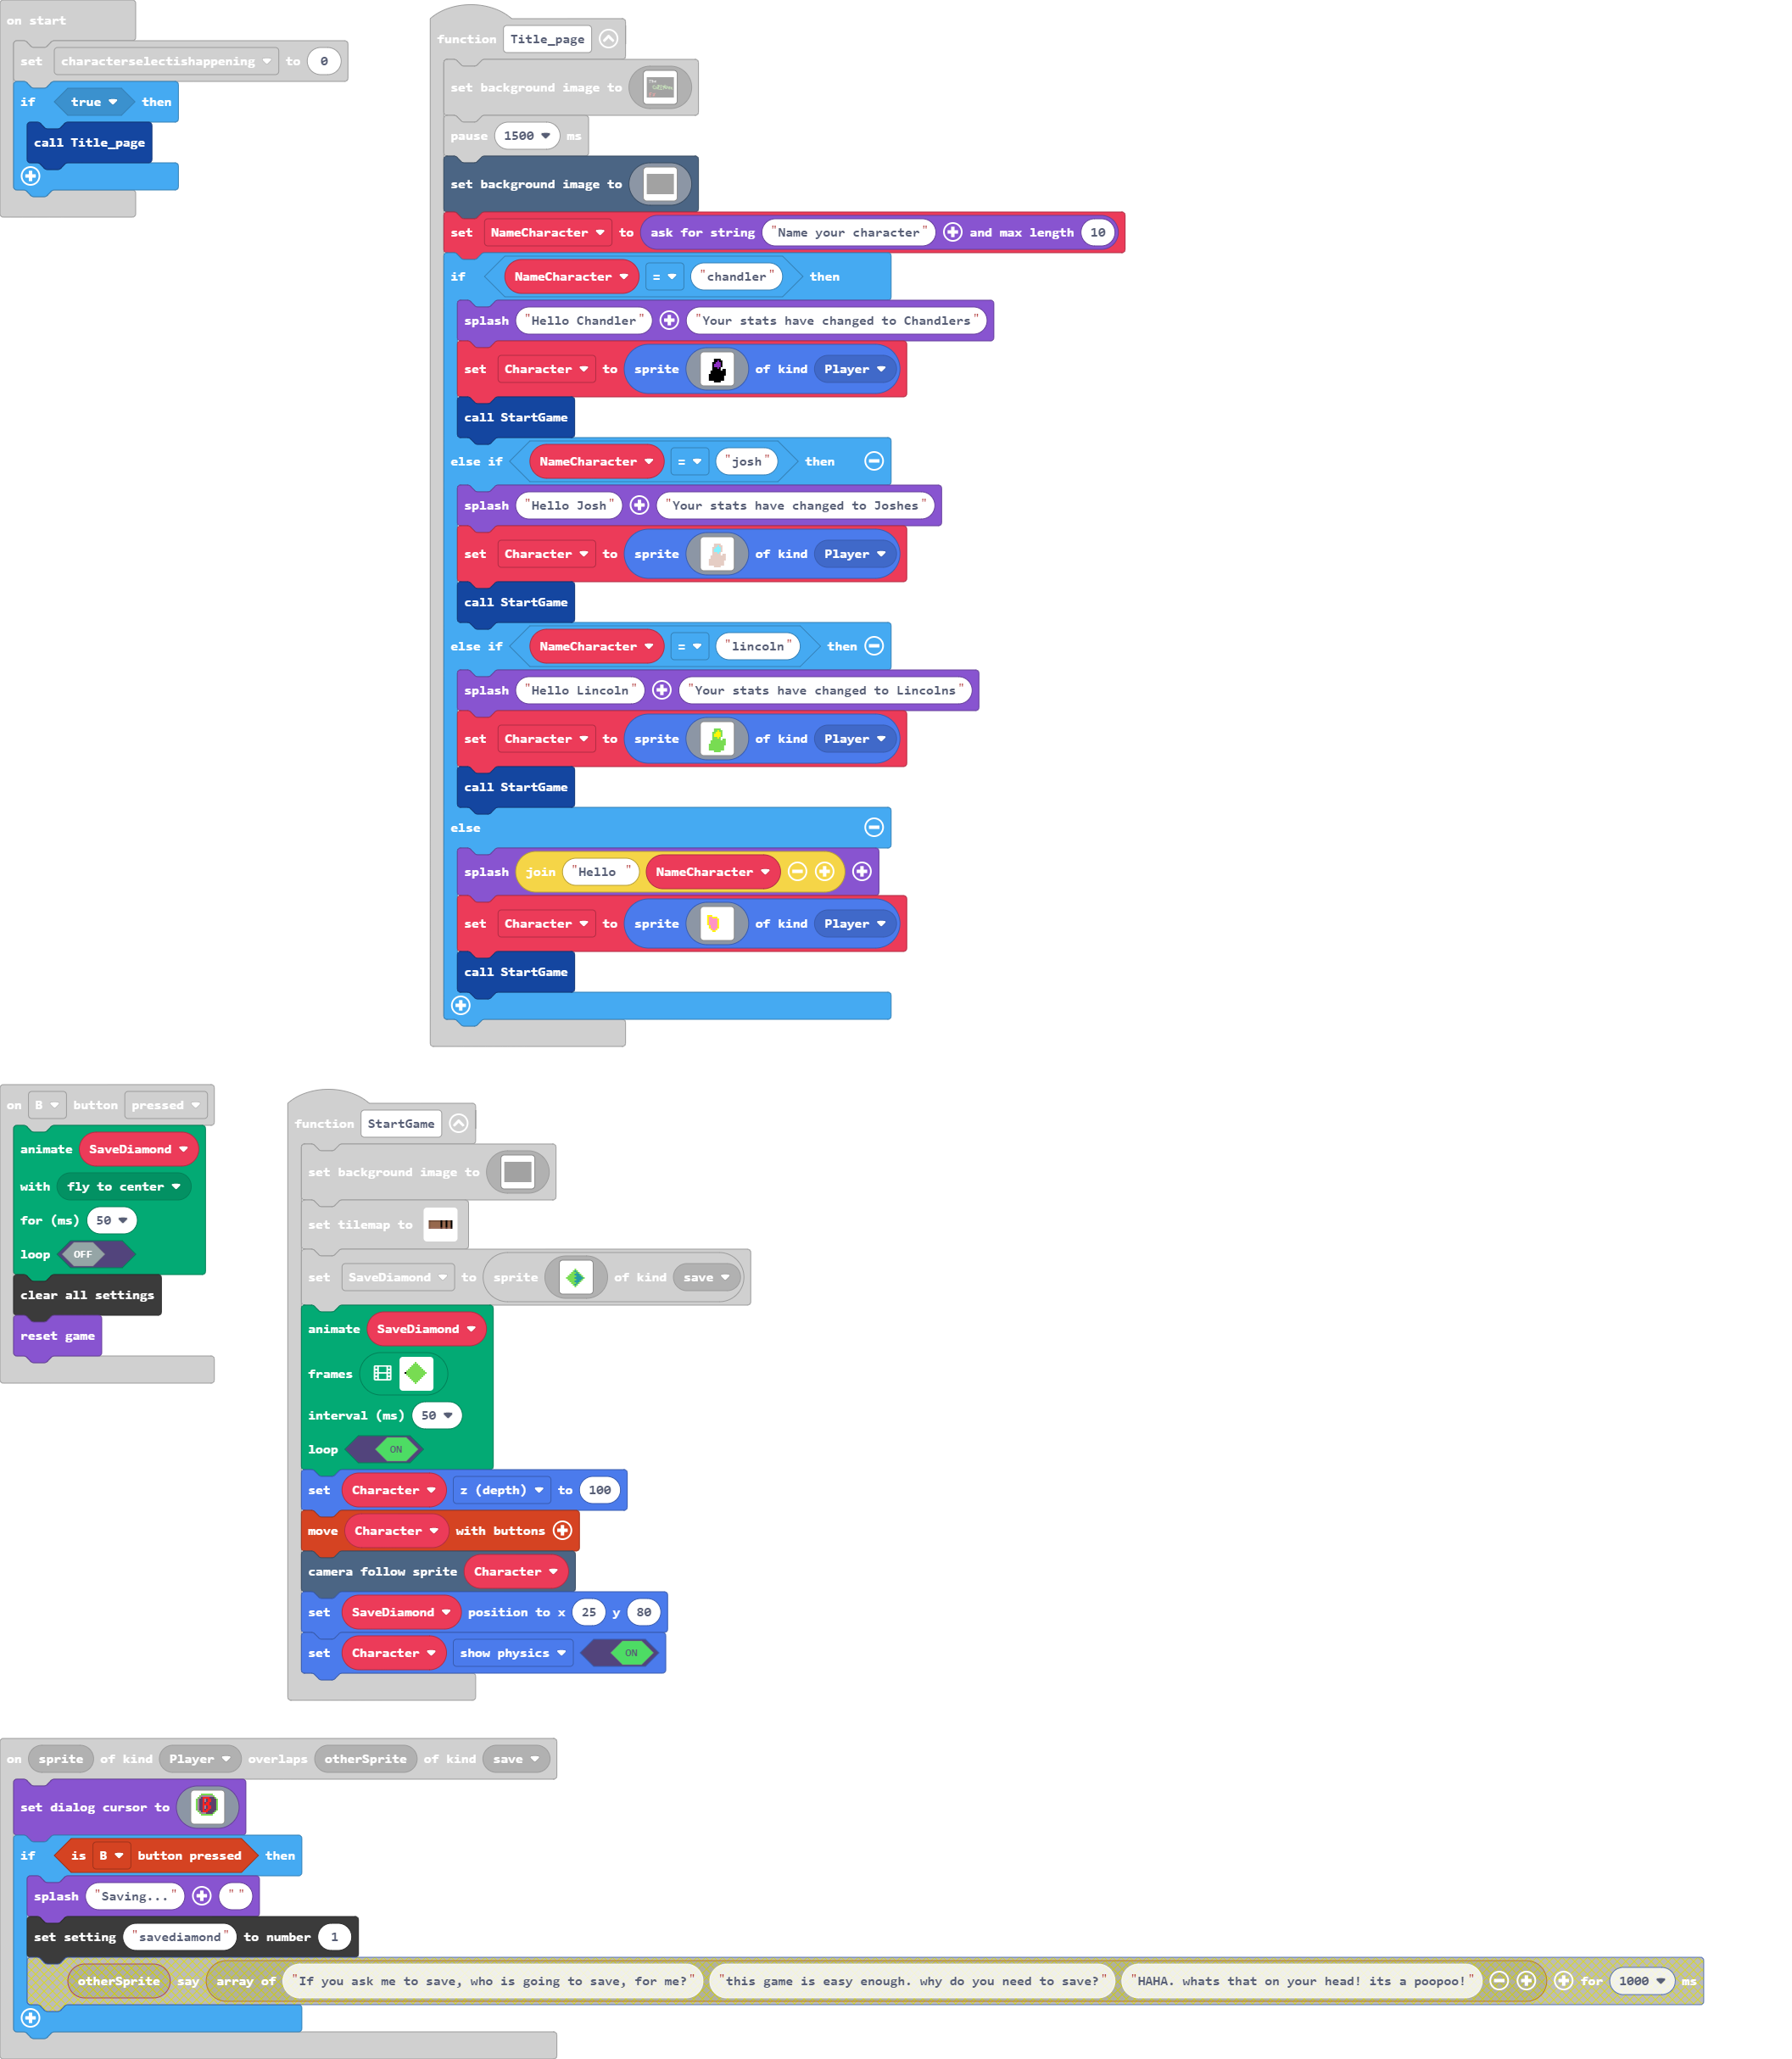 on start
set characterselectishappening to 0
if true then
call Title_page
function Title_page
set background image to
pause 1500 ms
set background image to
set NameCharacter to ask for string "Name your character" and max length 10
if NameCharacter = "chandler" then
splash "Hello Chandler" "Your stats have changed to Chandlers"
set Character to sprite of kind Player
call StartGame
else if NameCharacter = "josh" then
splash "Hello Josh" "Your stats have changed to Joshes"
set Character to sprite of kind Player
call StartGame
else if NameCharacter = "lincoln" then
splash "Hello Lincoln" "Your stats have changed to Lincolns"
set Character to sprite of kind Player
call StartGame
else
splash join "Hello " NameCharacter
set Character to sprite of kind Player
call StartGame
on B button pressed
animate SaveDiamond
with fly to center
for (ms) 50
loop OFF
clear all settings
reset game
function StartGame
set background image to
set tilemap to
set SaveDiamond to sprite of kind save
animate SaveDiamond
frames
interval (ms) 50
loop ON
set Character z (depth) to 100
move Character with buttons
camera follow sprite Character
set SaveDiamond position to x 25 y 80
set Character show physics ON
on sprite of kind Player overlaps otherSprite of kind save
set dialog cursor to
if is B button pressed then
splash "Saving..." " "
set setting "savediamond" to number 1
otherSprite say array of "If you ask me to save, who is going to save, for me?" "this game is easy enough. why do you need to save?" "HAHA. whats that on your head! its a poopoo!" for 1000 ms